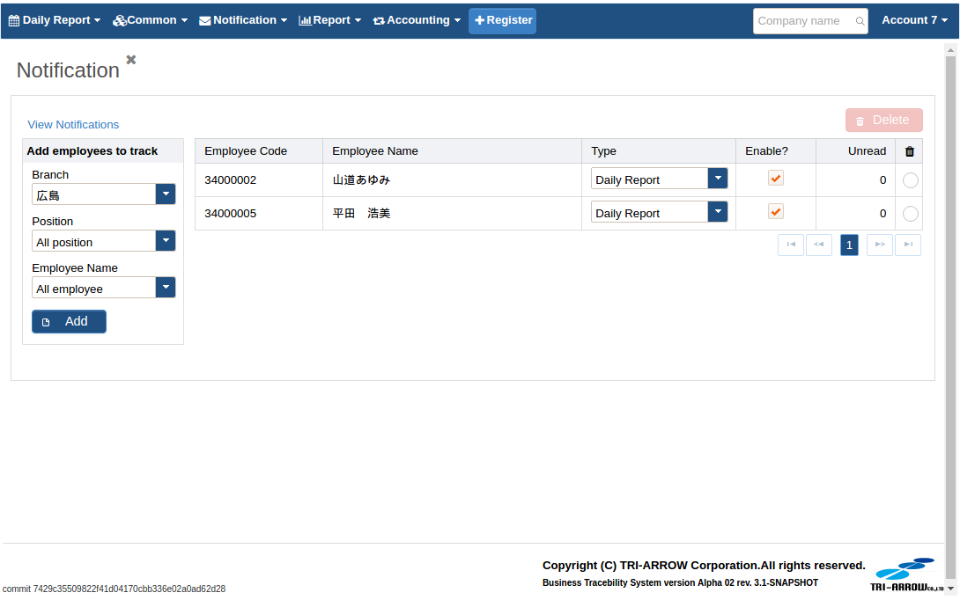 Daily Report Common Notification Report Accounting Register Company name Account 7
Notification
View Notifications
Delete
Add employees to track
Branch
広島
Position
All position
Employee Name
All employee
Add
Employee Code Employee Name Type Enable? Unread
34000002 山道あゆみ Daily Report 0
34000005 平田 浩美 Daily Report 0
1
Copyright (C) TRI-ARROW Corporation.All rights reserved.
Business Tracebility System version Alpha 02 rev. 3.1-SNAPSHOT
TRI-ARROW
commit 7429c35509822f41d04170cbb336e02a0ad62d28